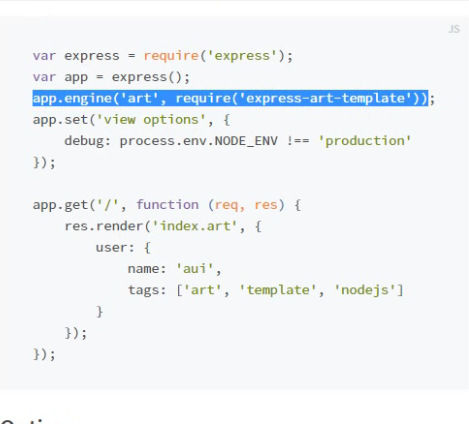 JS
var express = require('express');
var app = express();
app.engine('art', require('express-art-template'));
app.set('view options', {
    debug: process.env.NODE_ENV !== 'production'
});

app.get('/', function (req, res) {
    res.render('index.art', {
        user: {
            name: 'aui',
            tags: ['art', 'template', 'nodejs']
        }
    });
});